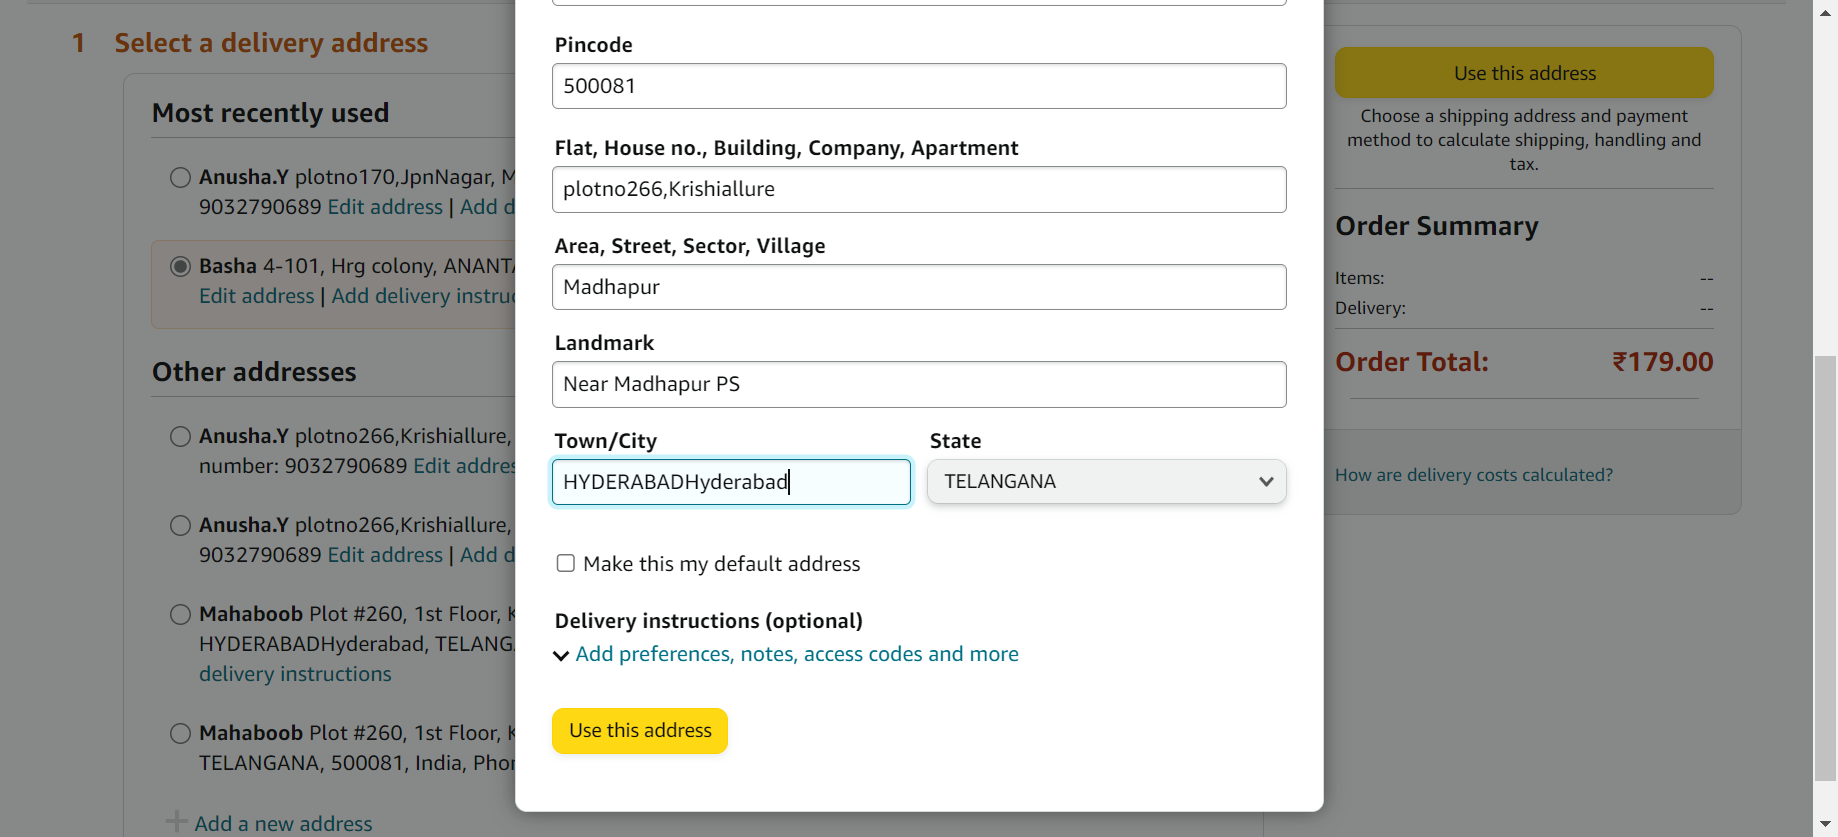 1 Select a delivery address
Most recently used
Anusha.Y plotno170,JpnNagar,
9032790689 Edit address | Add
Basha 4-101, Hrg colony,
Edit address | Add delivery
Other addresses
Anusha.Y plotno266,Krishiallure,
number: 9032790689 Edit
Anusha.Y plotno266,Krishiallure,
9032790689 Edit address | Add
Mahaboob Plot #260, 1st Floor,
HYDERABADHyderabad,
delivery instructions
Mahaboob Plot #260, 1st Floor,
TELANGANA, 500081, India,
Add a new address
Pincode
500081
Flat, House no., Building, Company, Apartment
plotno266,Krishiallure
Area, Street, Sector, Village
Madhapur
Landmark
Near Madhapur PS
Town/City
HYDERABADHyderabad
State
TELANGANA
Make this my default address
Delivery instructions (optional)
Add preferences, notes, access codes and more
Use this address
Use this address
Choose a shipping address and payment
method to calculate shipping, handling and
tax.
Order Summary
Items: --
Delivery: --
Order Total: ₹179.00
How are delivery costs calculated?